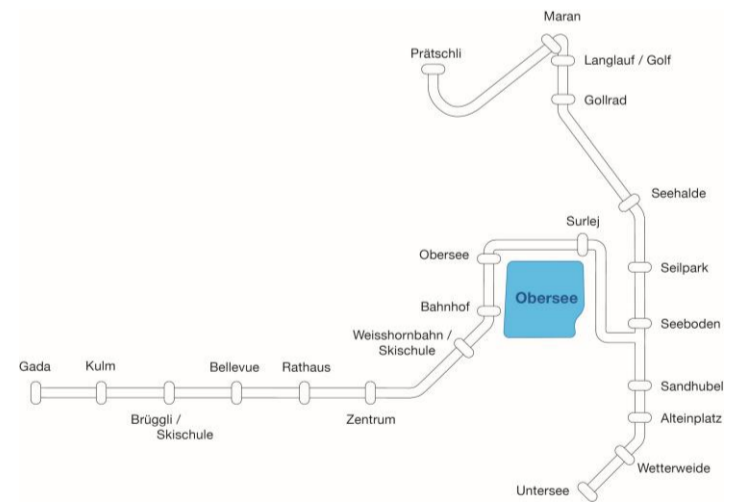 Maran
Prätschli
Langlauf / Golf
Gollrad
Seehalde
Surlej
Obersee
Seilpark
Obersee
Bahnhof
Seeboden
Weisshornbahn /
Skischule
Gada
Kulm
Bellevue
Rathaus
Sandhubel
Brüggli /
Skischule
Zentrum
Alteinplatz
Wetterweide
Untersee